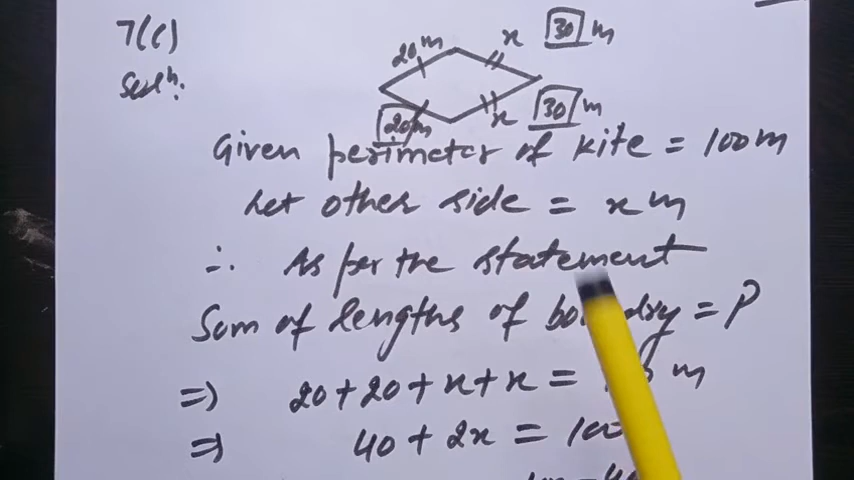 7(c)
Solⁿ:
20m
x
30 m
20m
x
30 m
Given perimeter of kite = 100m
Let other side = x m
∴ As per the statement
Sum of lengths of = P
⇒ 20+20+x+x = m
⇒ 40+2x = 100